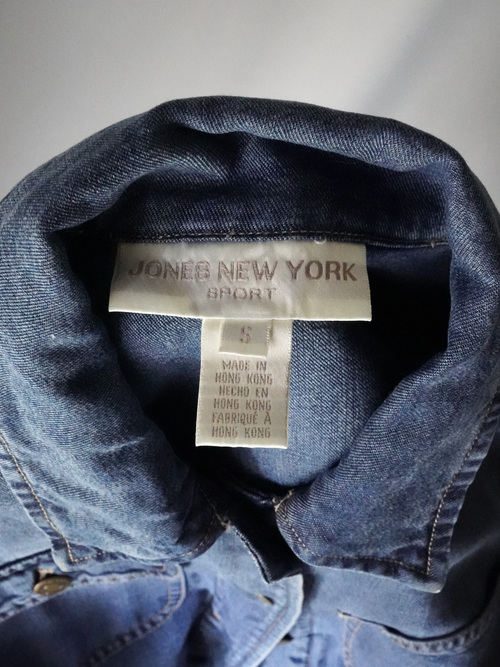 JONES NEW YORK
SPORT
S
MADE IN
HONG KONG
HECHO EN
HONG KONG
FABRIQUÉ À
HONG KONG